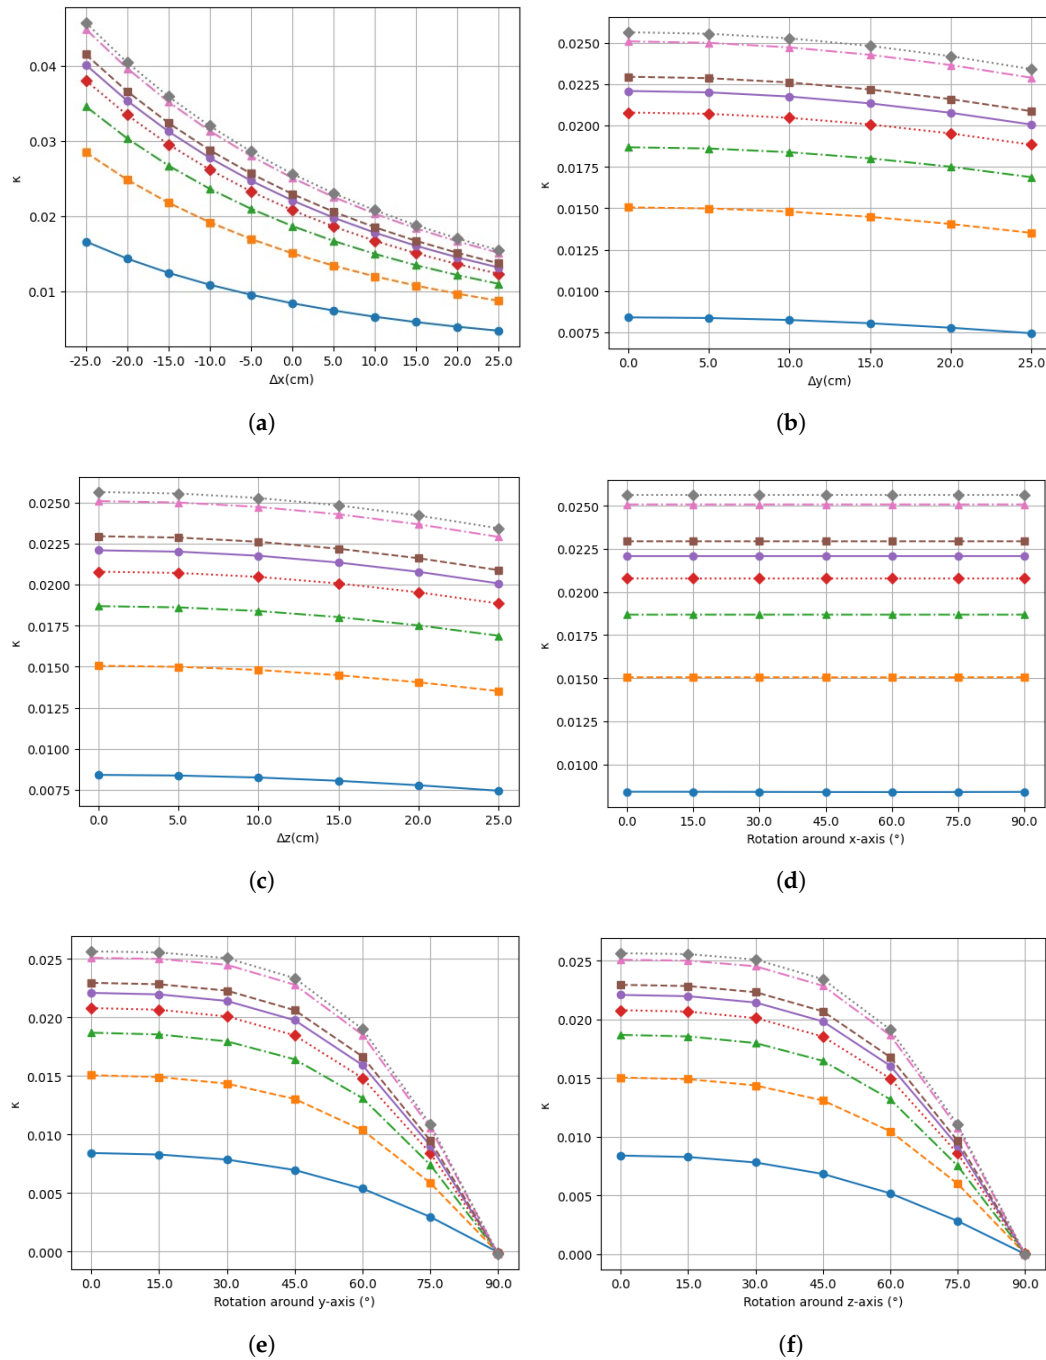 0.04
0.03
0.02
0.01
κ
-25.0 -20.0 -15.0 -10.0 -5.0 0.0 5.0 10.0 15.0 20.0 25.0
Δx(cm)
(a)
0.0250
0.0225
0.0200
0.0175
0.0150
0.0125
0.0100
0.0075
κ
0.0 5.0 10.0 15.0 20.0 25.0
Δy(cm)
(b)
0.0250
0.0225
0.0200
0.0175
0.0150
0.0125
0.0100
0.0075
κ
0.0 5.0 10.0 15.0 20.0 25.0
Δz(cm)
(c)
0.0250
0.0225
0.0200
0.0175
0.0150
0.0125
0.0100
κ
0.0 15.0 30.0 45.0 60.0 75.0 90.0
Rotation around x-axis (°)
(d)
0.025
0.020
0.015
0.010
0.005
0.000
κ
0.0 15.0 30.0 45.0 60.0 75.0 90.0
Rotation around y-axis (°)
(e)
0.025
0.020
0.015
0.010
0.005
0.000
κ
0.0 15.0 30.0 45.0 60.0 75.0 90.0
Rotation around z-axis (°)
(f)